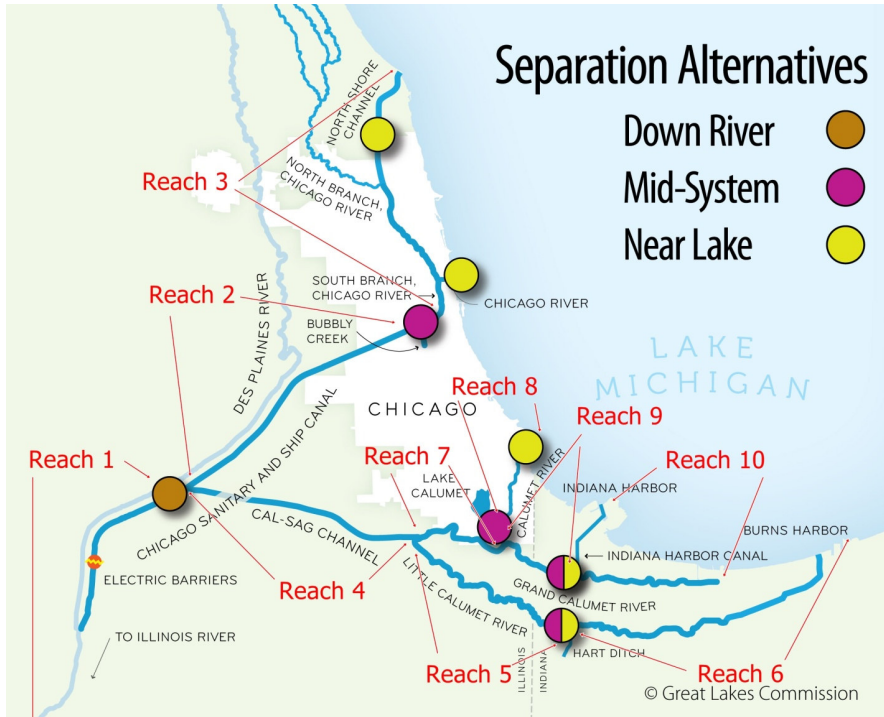 Separation Alternatives
Down River
Mid-System
Near Lake
NORTH SHORE
CHANNEL
Reach 3
NORTH BRANCH,
CHICAGO RIVER
SOUTH BRANCH,
CHICAGO RIVER
CHICAGO RIVER
Reach 2
BUBBLY
CREEK
DES PLAINES RIVER
LAKE
MICHIGAN
CHICAGO
Reach 8
Reach 9
Reach 1
Reach 7
LAKE
CALUMET
CALUMET RIVER
Reach 10
INDIANA HARBOR
CHICAGO SANITARY AND SHIP CANAL
CAL-SAG CHANNEL
BURNS HARBOR
INDIANA HARBOR CANAL
ELECTRIC BARRIERS
Reach 4
LITTLE CALUMET RIVER
GRAND CALUMET RIVER
TO ILLINOIS RIVER
Reach 5
ILLINOIS
INDIANA
HART DITCH
Reach 6
© Great Lakes Commission